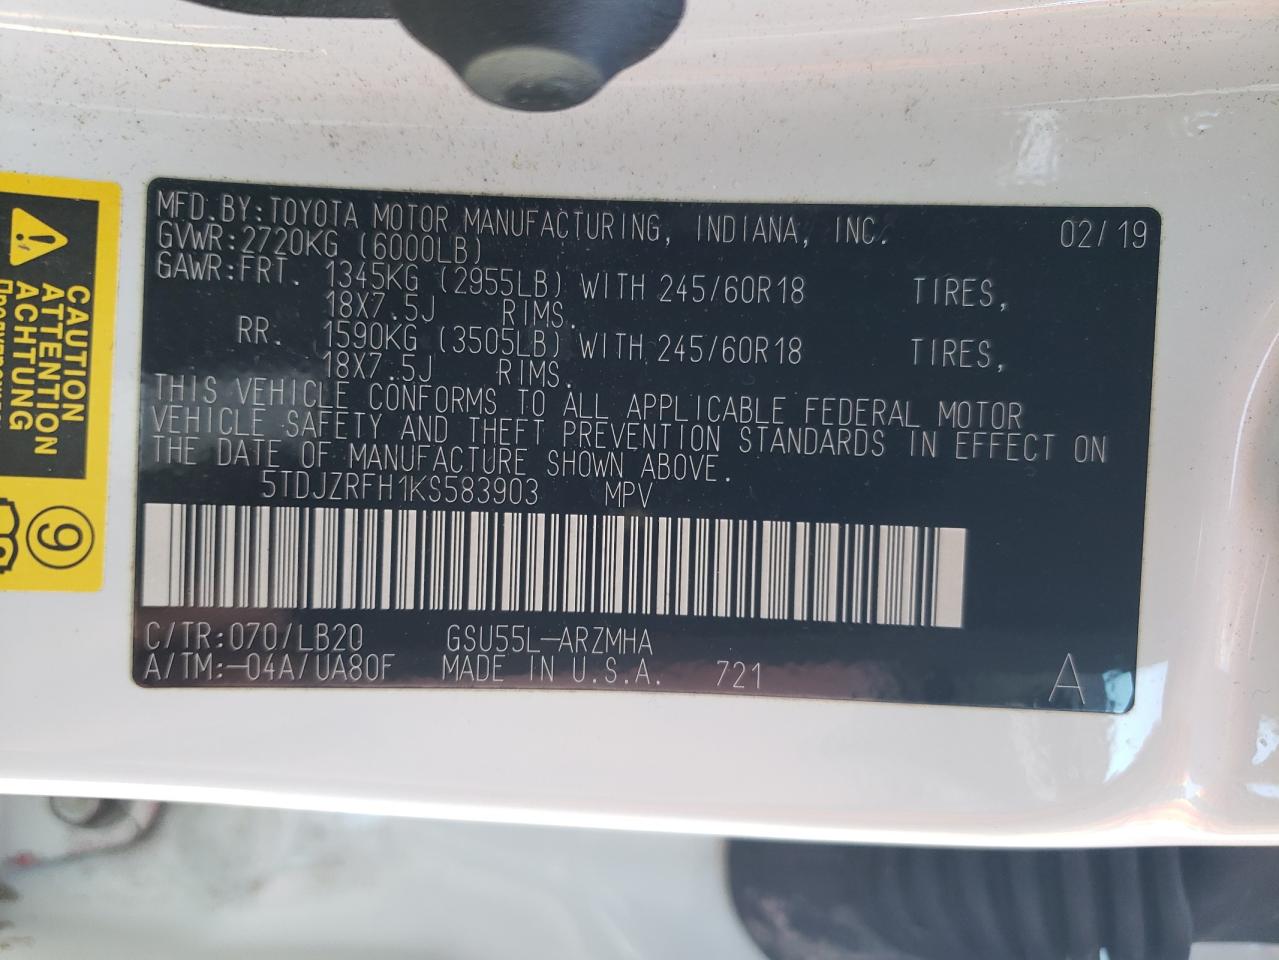 MFD.BY:TOYOTA MOTOR MANUFACTURING, INDIANA, INC. 02/19
GVWR:2720KG (6000LB)
GAWR:FRT. 1345KG (2955LB) WITH 245/60R18 TIRES,
18X7.5J RIMS.
RR. 1590KG (3505LB) WITH 245/60R18 TIRES,
18X7.5J RIMS.
THIS VEHICLE CONFORMS TO ALL APPLICABLE FEDERAL MOTOR
VEHICLE SAFETY AND THEFT PREVENTION STANDARDS IN EFFECT ON
THE DATE OF MANUFACTURE SHOWN ABOVE.
5TDJZRFH1KS583903 MPV
C/TR:070/LB20 GSU55L-ARZMHA
A/TM:-04A/UA80F MADE IN U.S.A. 721 A
CAUTION
ATTENTION
ACHTUNG
9